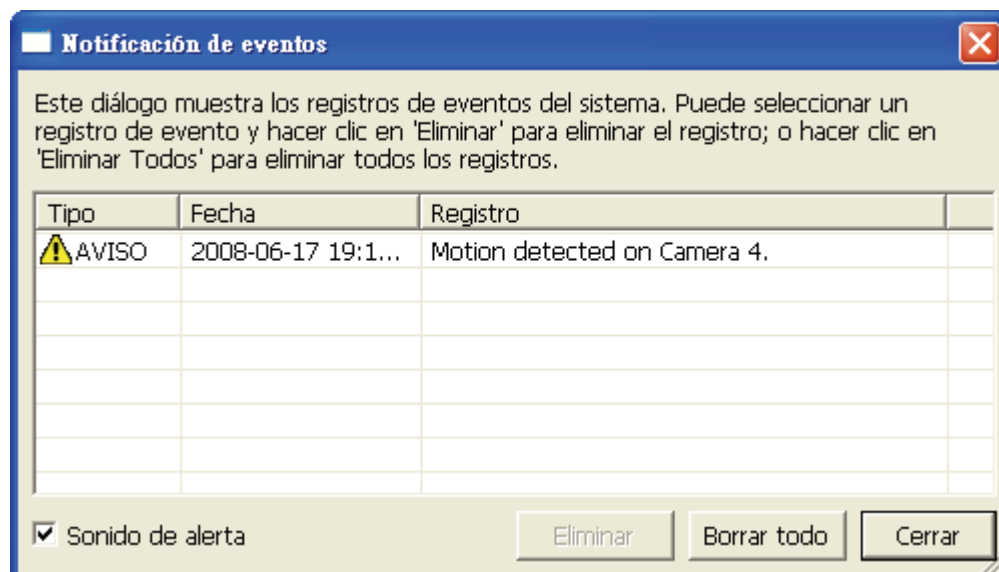 Notificación de eventos
Este diálogo muestra los registros de eventos del sistema. Puede seleccionar un
registro de evento y hacer clic en 'Eliminar' para eliminar el registro; o hacer clic en
'Eliminar Todos' para eliminar todos los registros.
Tipo Fecha Registro
AVISO 2008-06-17 19:1... Motion detected on Camera 4.
Sonido de alerta Eliminar Borrar todo Cerrar